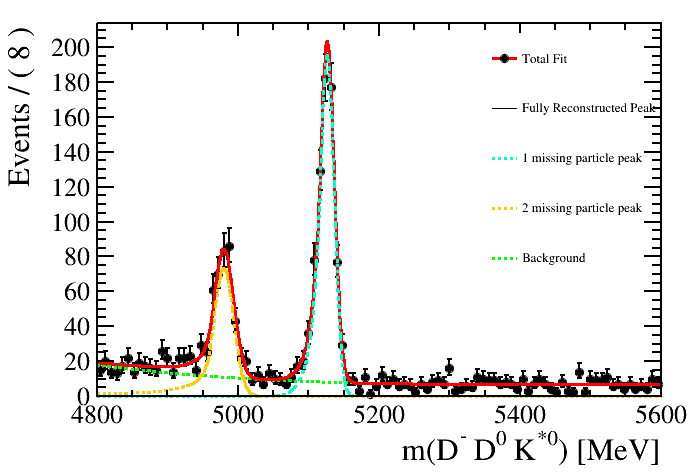 Events / ( 8 )
200
180
160
140
120
100
80
60
40
20
0
Total Fit
Fully Reconstructed Peak
1 missing particle peak
2 missing particle peak
Background
4800 5000 5200 5400 5600
m(D⁻ D⁰ K*⁰) [MeV]